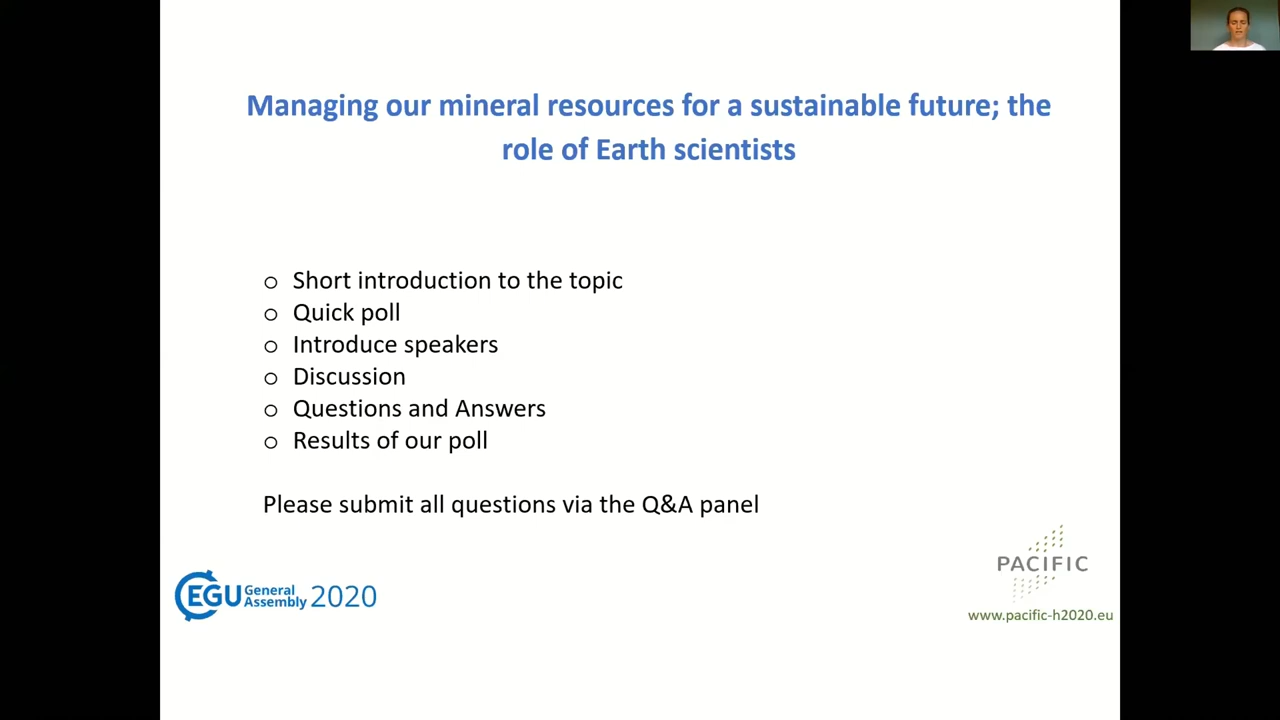 Managing our mineral resources for a sustainable future; the
role of Earth scientists
o Short introduction to the topic
o Quick poll
o Introduce speakers
o Discussion
o Questions and Answers
o Results of our poll
Please submit all questions via the Q&A panel
EGU General Assembly 2020
PACIFIC
www.pacific-h2020.eu